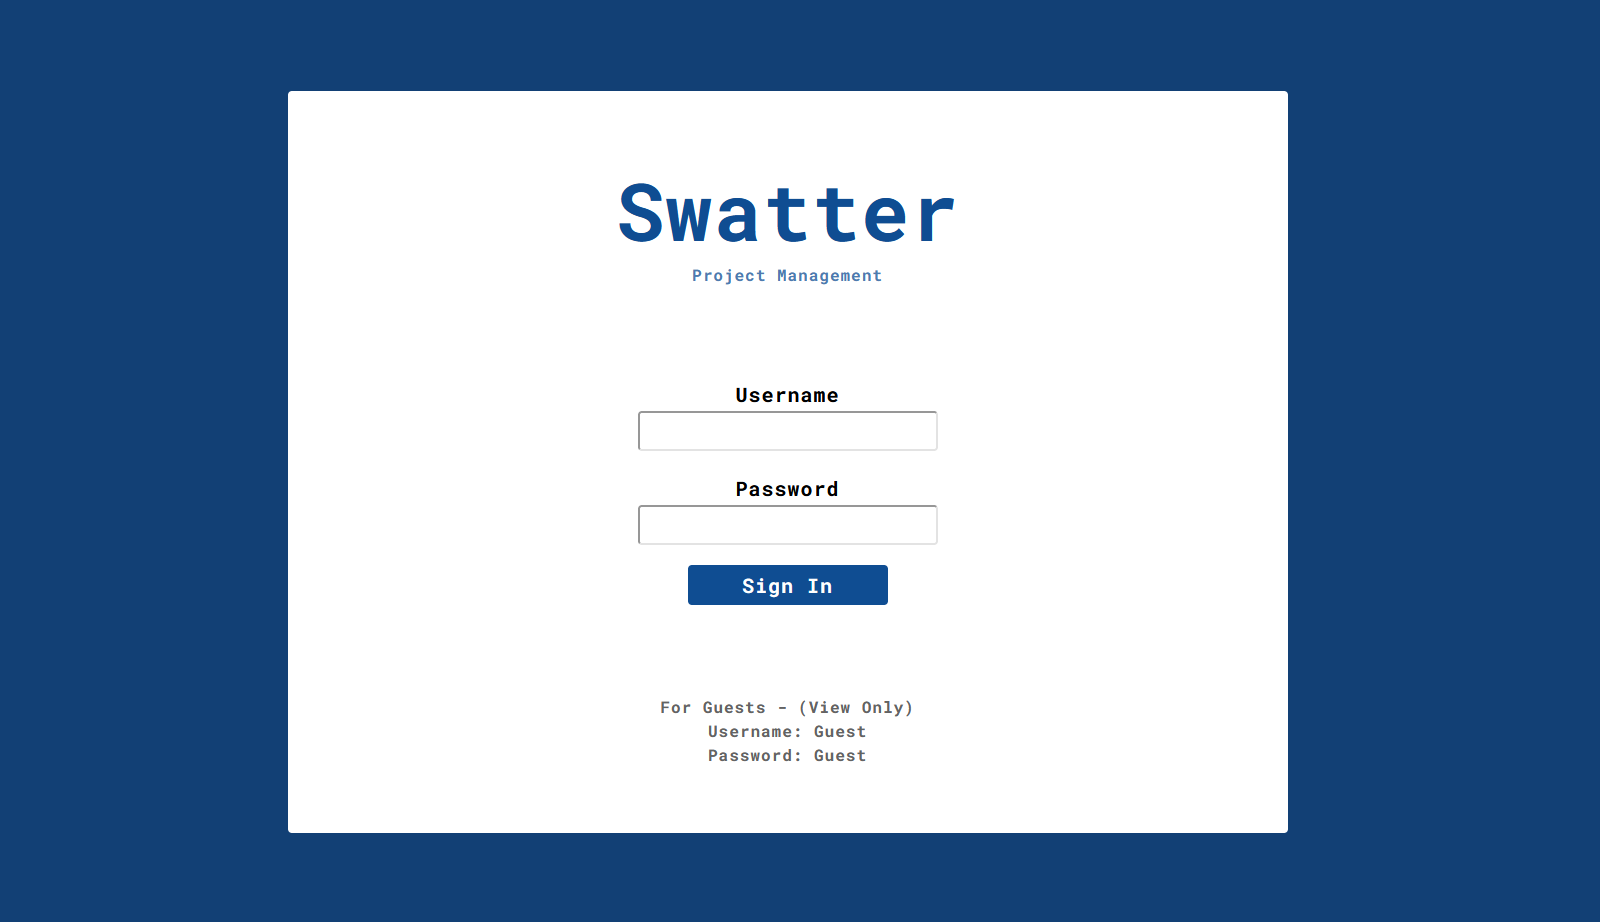 Swatter
Project Management
Username
Password
Sign In
For Guests - (View Only)
Username: Guest
Password: Guest